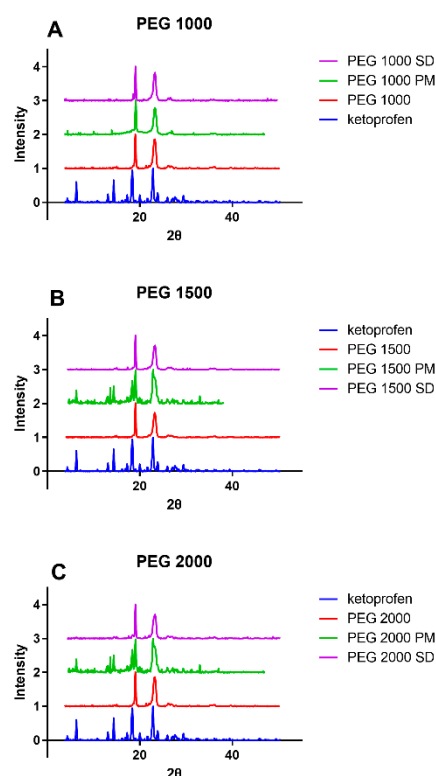 A
PEG 1000
Intensity
4
3
2
1
0
20
40
2θ
PEG 1000 SD
PEG 1000 PM
PEG 1000
ketoprofen
B
PEG 1500
Intensity
4
3
2
1
0
20
40
2θ
ketoprofen
PEG 1500
PEG 1500 PM
PEG 1500 SD
C
PEG 2000
Intensity
4
3
2
1
0
20
40
2θ
ketoprofen
PEG 2000
PEG 2000 PM
PEG 2000 SD